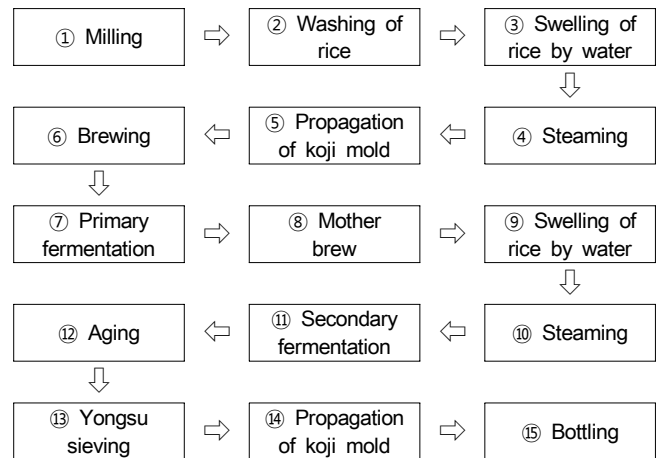 ① Milling
② Washing of
rice
③ Swelling of
rice by water
④ Steaming
⑤ Propagation
of koji mold
⑥ Brewing
⑦ Primary
fermentation
⑧ Mother
brew
⑨ Swelling of
rice by water
⑩ Steaming
⑪ Secondary
fermentation
⑫ Aging
⑬ Yongsu
sieving
⑭ Propagation
of koji mold
⑮ Bottling